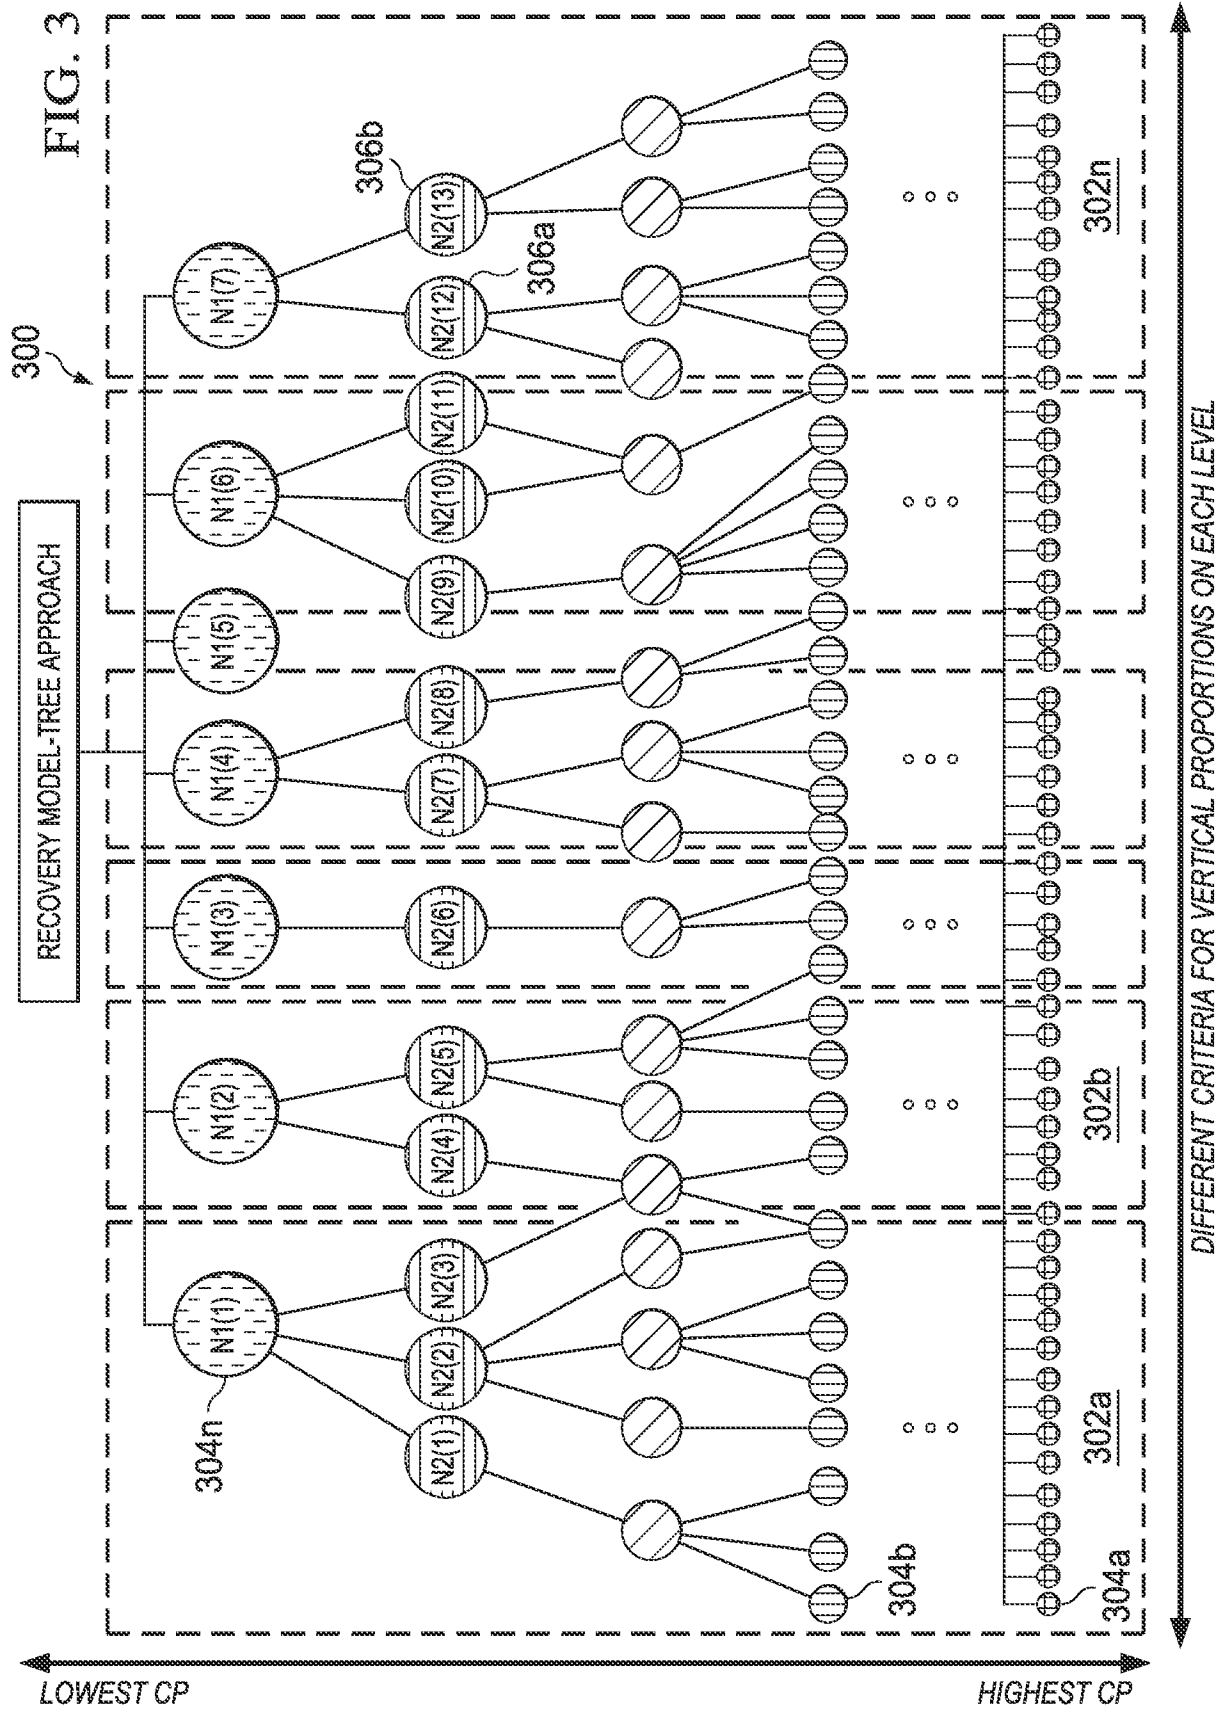 FIG. 3
300
RECOVERY MODEL-TREE APPROACH
304n
N1(1)
N1(2)
N1(3)
N1(4)
N1(5)
N1(6)
N1(7)
N2(1)
N2(2)
N2(3)
N2(4)
N2(5)
N2(6)
N2(7)
N2(8)
N2(9)
N2(10)
N2(11)
N2(12)
N2(13)
306a
306b
304b
304a
302a
302b
302n
LOWEST CP
HIGHEST CP
DIFFERENT CRITERIA FOR VERTICAL PROPORTIONS ON EACH LEVEL